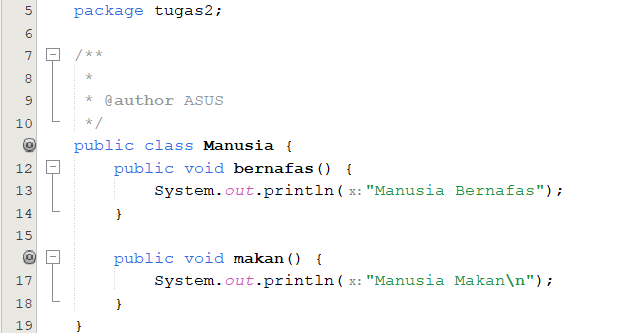 5 package tugas2;
6
7 /**
8 *
9 * @author ASUS
10 */
public class Manusia {
12 public void bernafas() {
13 System.out.println(x:"Manusia Bernafas");
14 }
15
public void makan() {
17 System.out.println(x:"Manusia Makan\n");
18 }
19 }